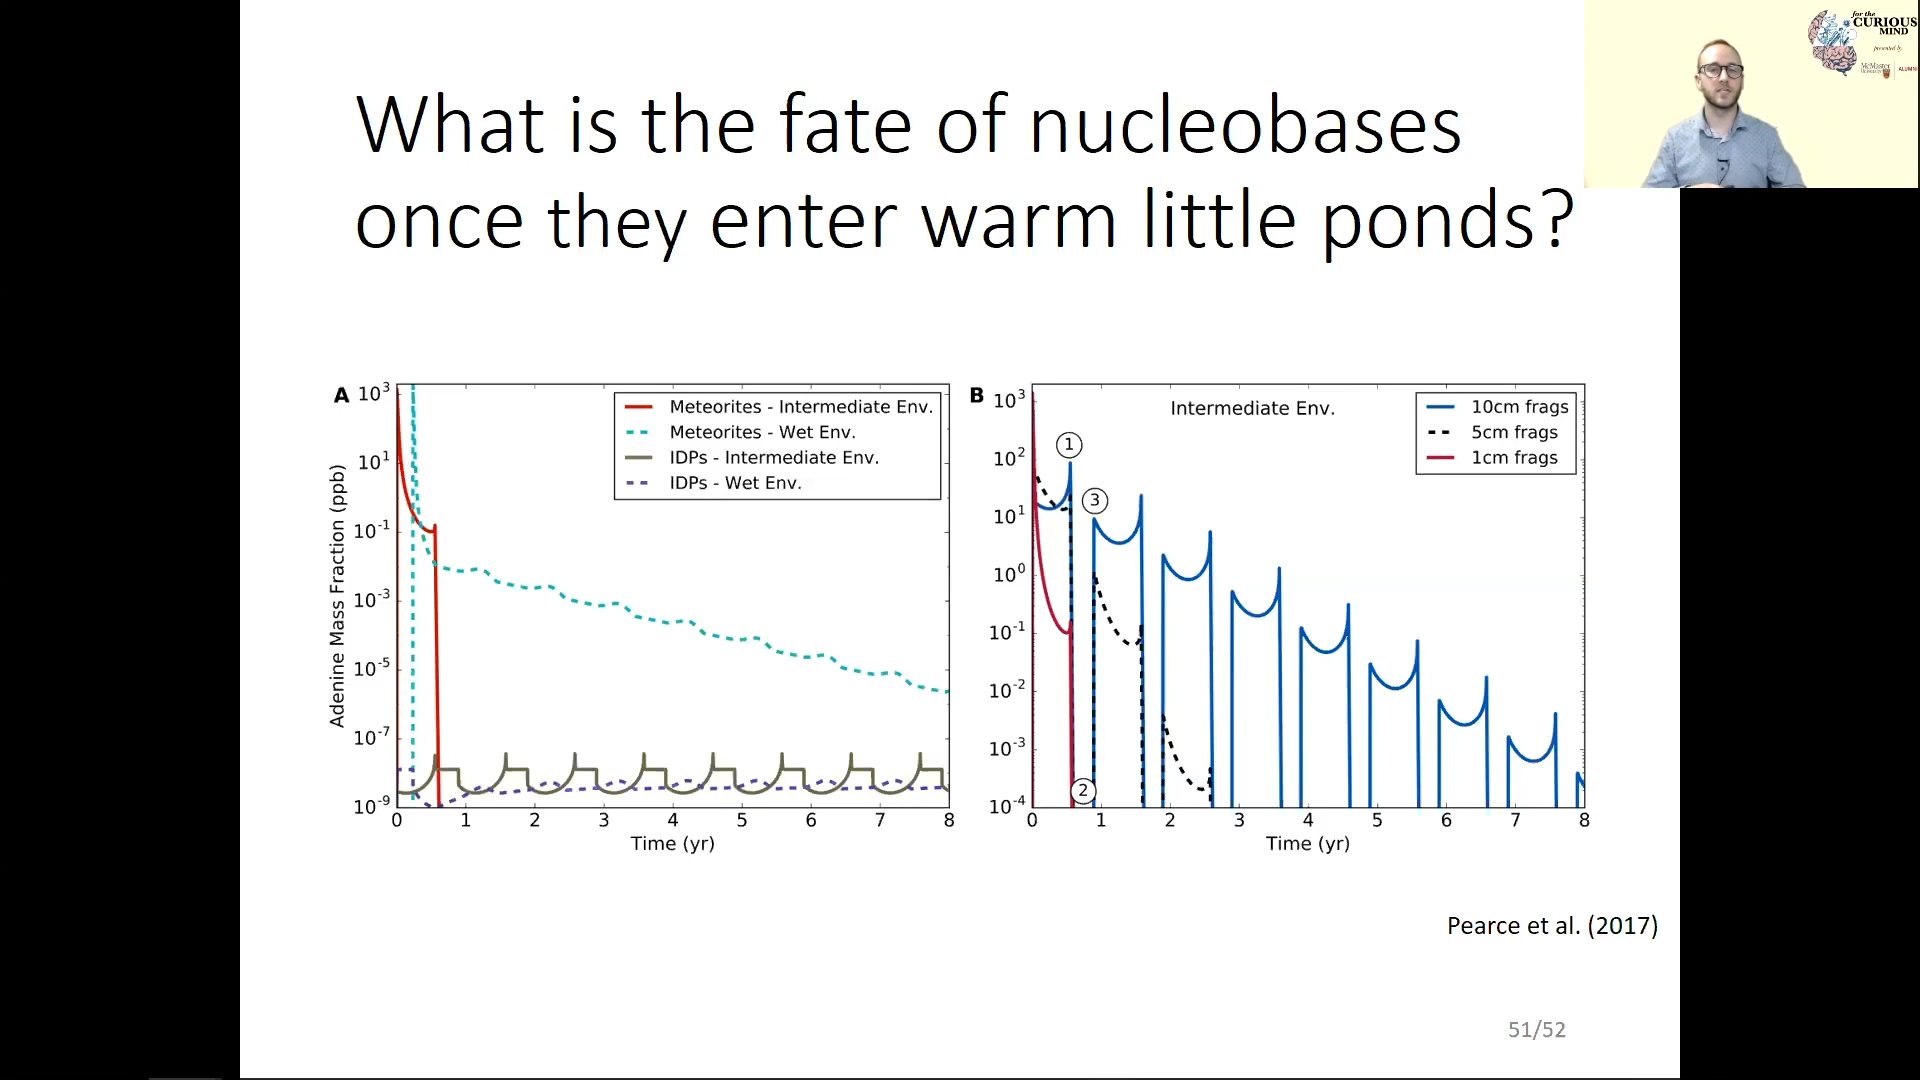 for the
CURIOUS
MIND
presented by
McMaster
University
ALUMNI
What is the fate of nucleobases
once they enter warm little ponds?
A
Adenine Mass Fraction (ppb)
10³
10¹
10⁻¹
10⁻³
10⁻⁵
10⁻⁷
10⁻⁹
Meteorites - Intermediate Env.
Meteorites - Wet Env.
IDPs - Intermediate Env.
IDPs - Wet Env.
0 1 2 3 4 5 6 7 8
Time (yr)
B
10³
10²
10¹
10⁰
10⁻¹
10⁻²
10⁻³
10⁻⁴
Intermediate Env.
10cm frags
5cm frags
1cm frags
1
3
2
0 1 2 3 4 5 6 7 8
Time (yr)
Pearce et al. (2017)
51/52